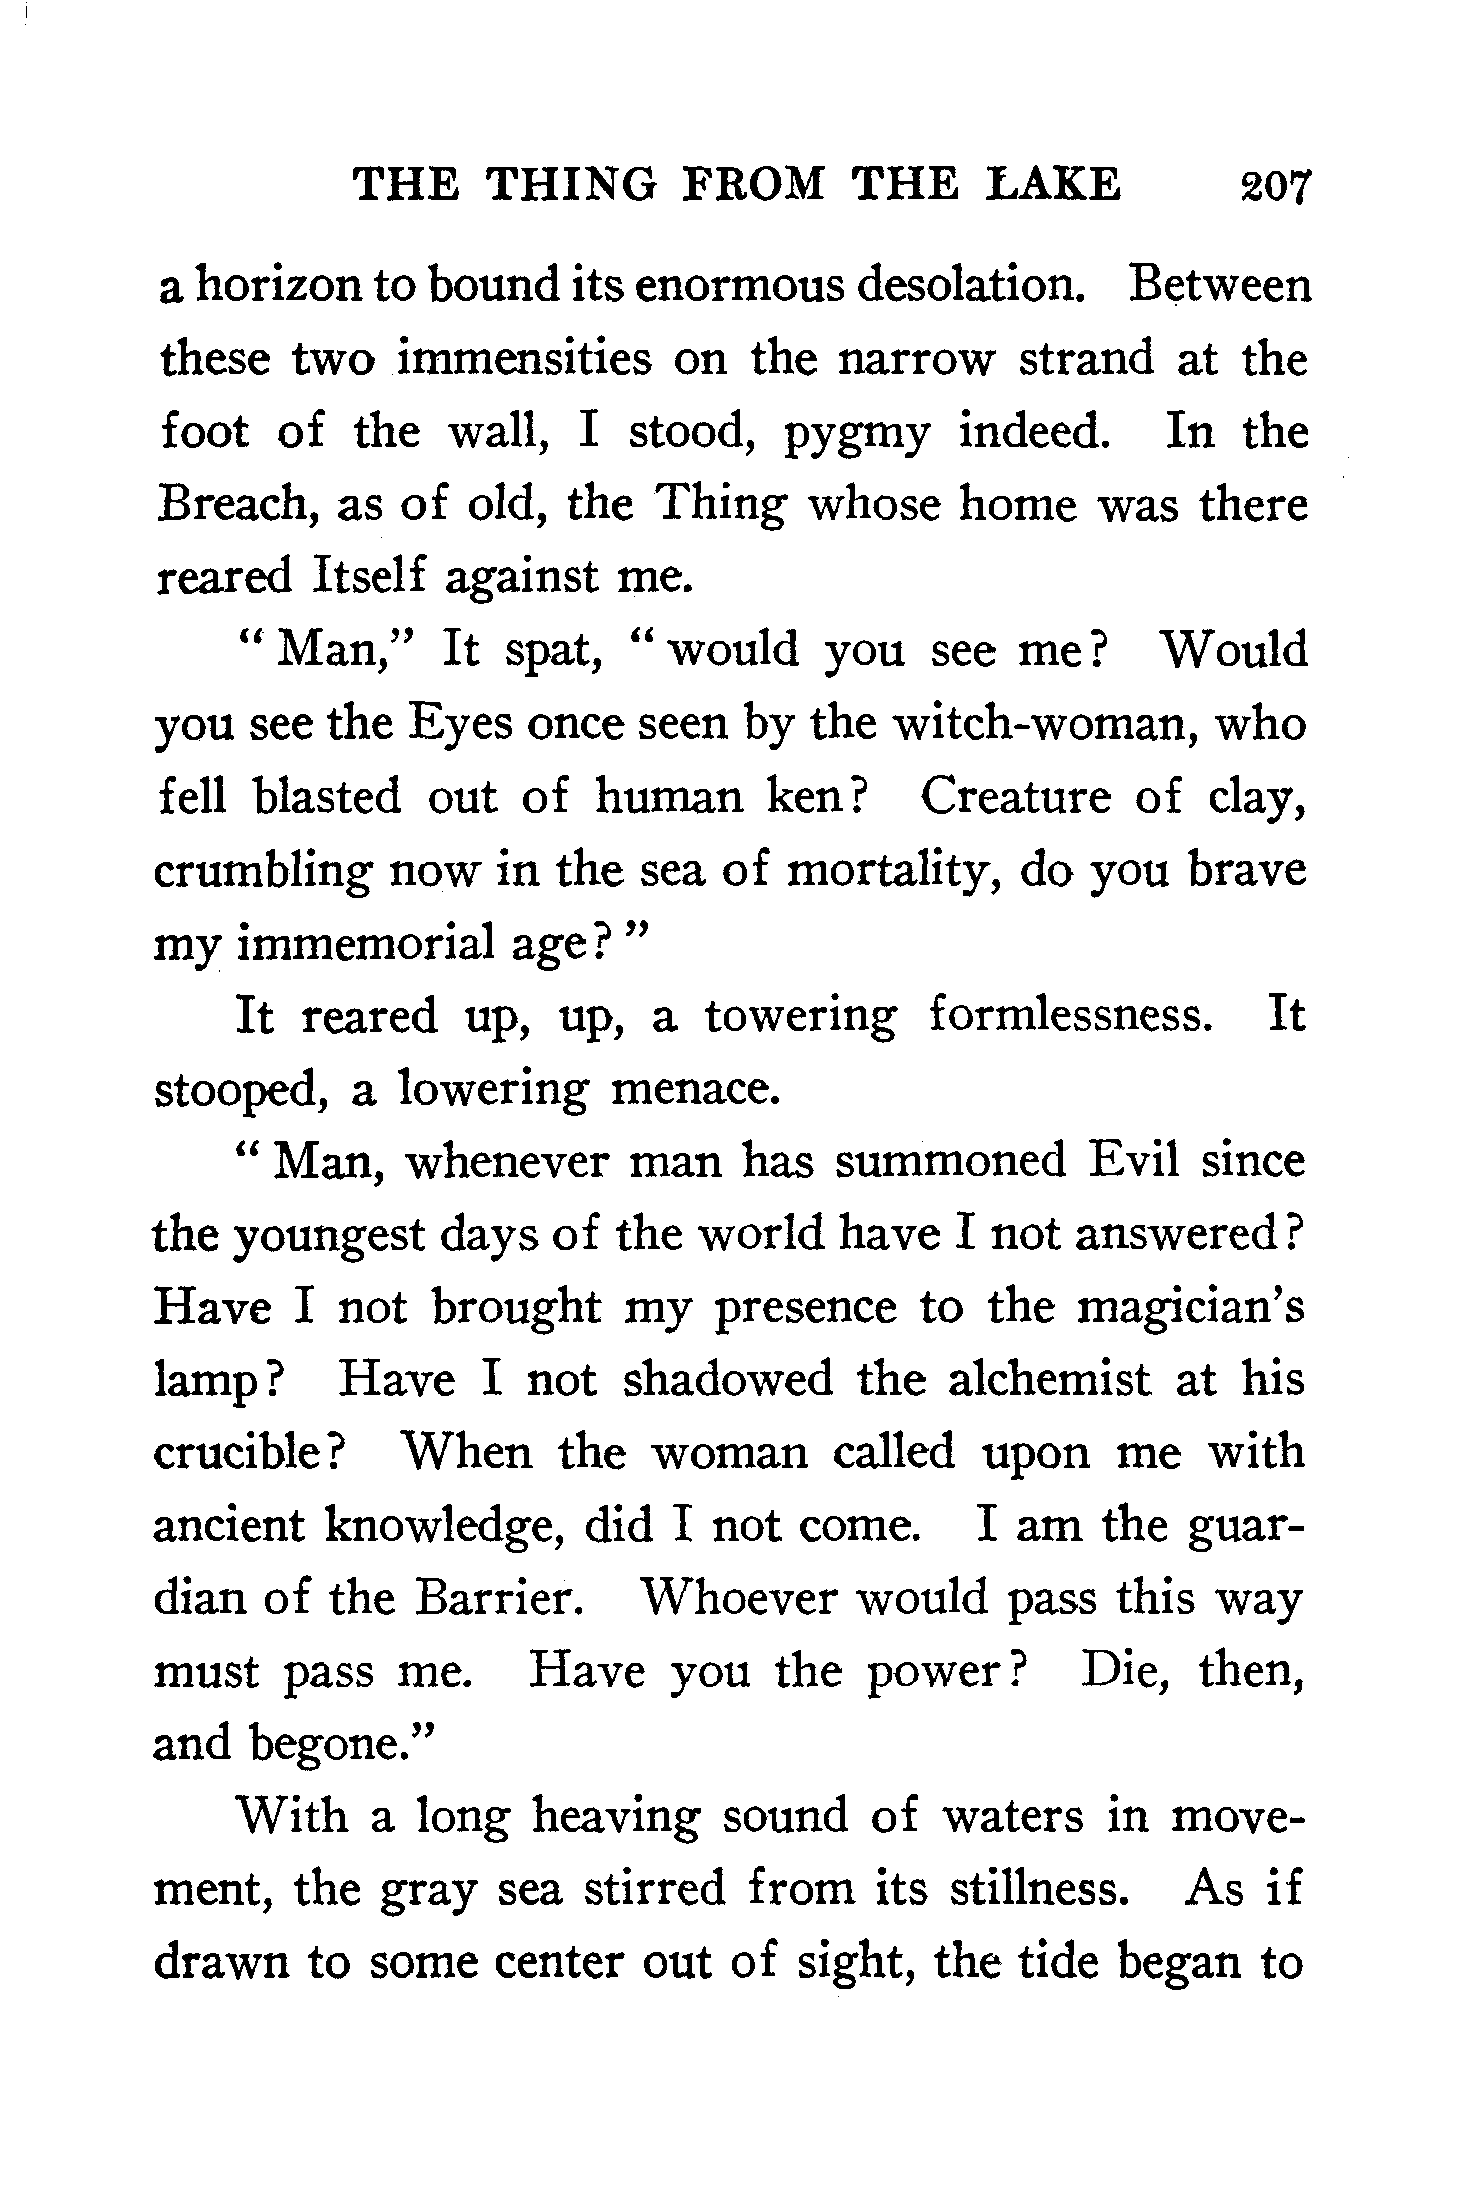 THE THING FROM THE LAKE 207
a horizon to bound its enormous desolation. Between
these two immensities on the narrow strand at the
foot of the wall, I stood, pygmy indeed. In the
Breach, as of old, the Thing whose home was there
reared Itself against me.
“ Man,” It spat, “ would you see me? Would
you see the Eyes once seen by the witch-woman, who
fell blasted out of human ken? Creature of clay,
crumbling now in the sea of mortality, do you brave
my immemorial age? ”
It reared up, up, a towering formlessness. It
stooped, a lowering menace.
“ Man, whenever man has summoned Evil since
the youngest days of the world have I not answered?
Have I not brought my presence to the magician’s
lamp? Have I not shadowed the alchemist at his
crucible? When the woman called upon me with
ancient knowledge, did I not come. I am the guar-
dian of the Barrier. Whoever would pass this way
must pass me. Have you the power? Die, then,
and begone.”
With a long heaving sound of waters in move-
ment, the gray sea stirred from its stillness. As if
drawn to some center out of sight, the tide began to